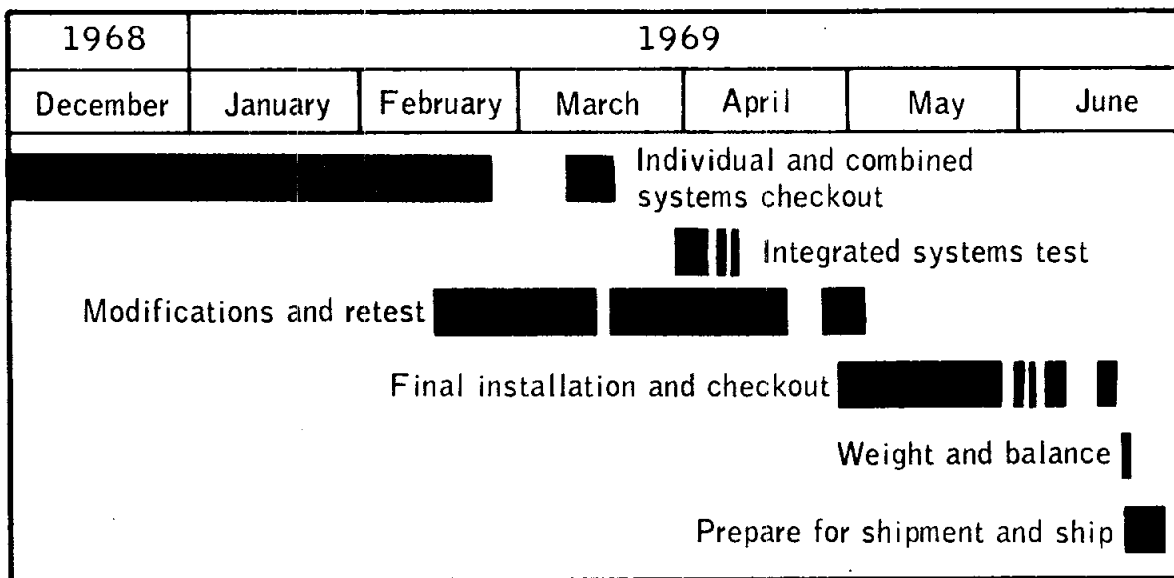 1968 1969
December January February March April May June
Individual and combined
systems checkout
Integrated systems test
Modifications and retest
Final installation and checkout
Weight and balance
Prepare for shipment and ship